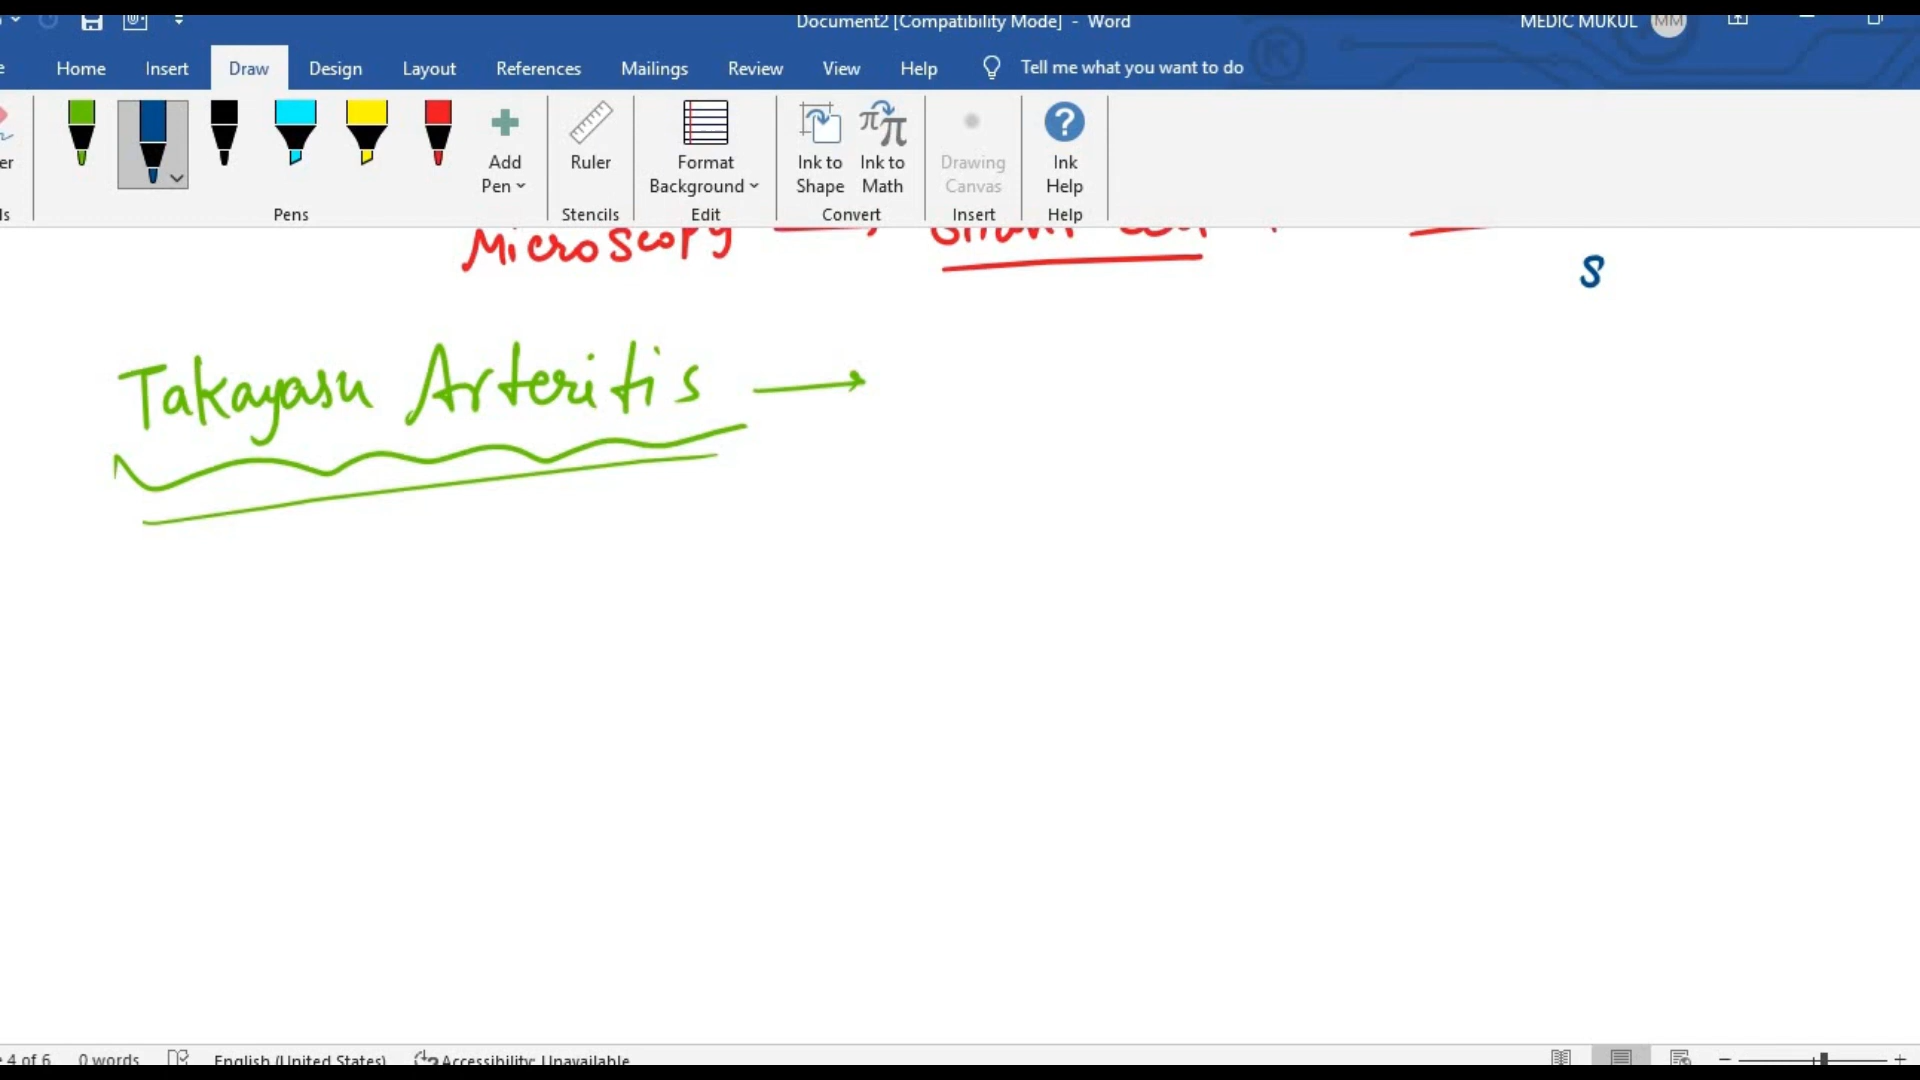 Document2 [Compatibility Mode] - Word MEDIC MUKUL MM
Home Insert Draw Design Layout References Mailings Review View Help Tell me what you want to do
Add Pen
Ruler
Format Background
Ink to Shape
Ink to Math
Drawing Canvas
Ink Help
Pens Stencils Edit Convert Insert Help
Microscopy → Giant cell
S
Takayasu Arteritis →
4 of 6 0 words English (United States) Accessibility: Unavailable